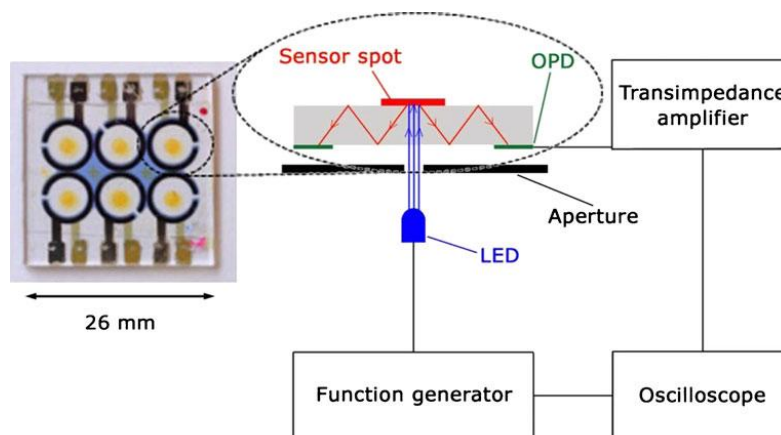 Sensor spot
OPD
Transimpedance
amplifier
Aperture
LED
26 mm
Function generator
Oscilloscope